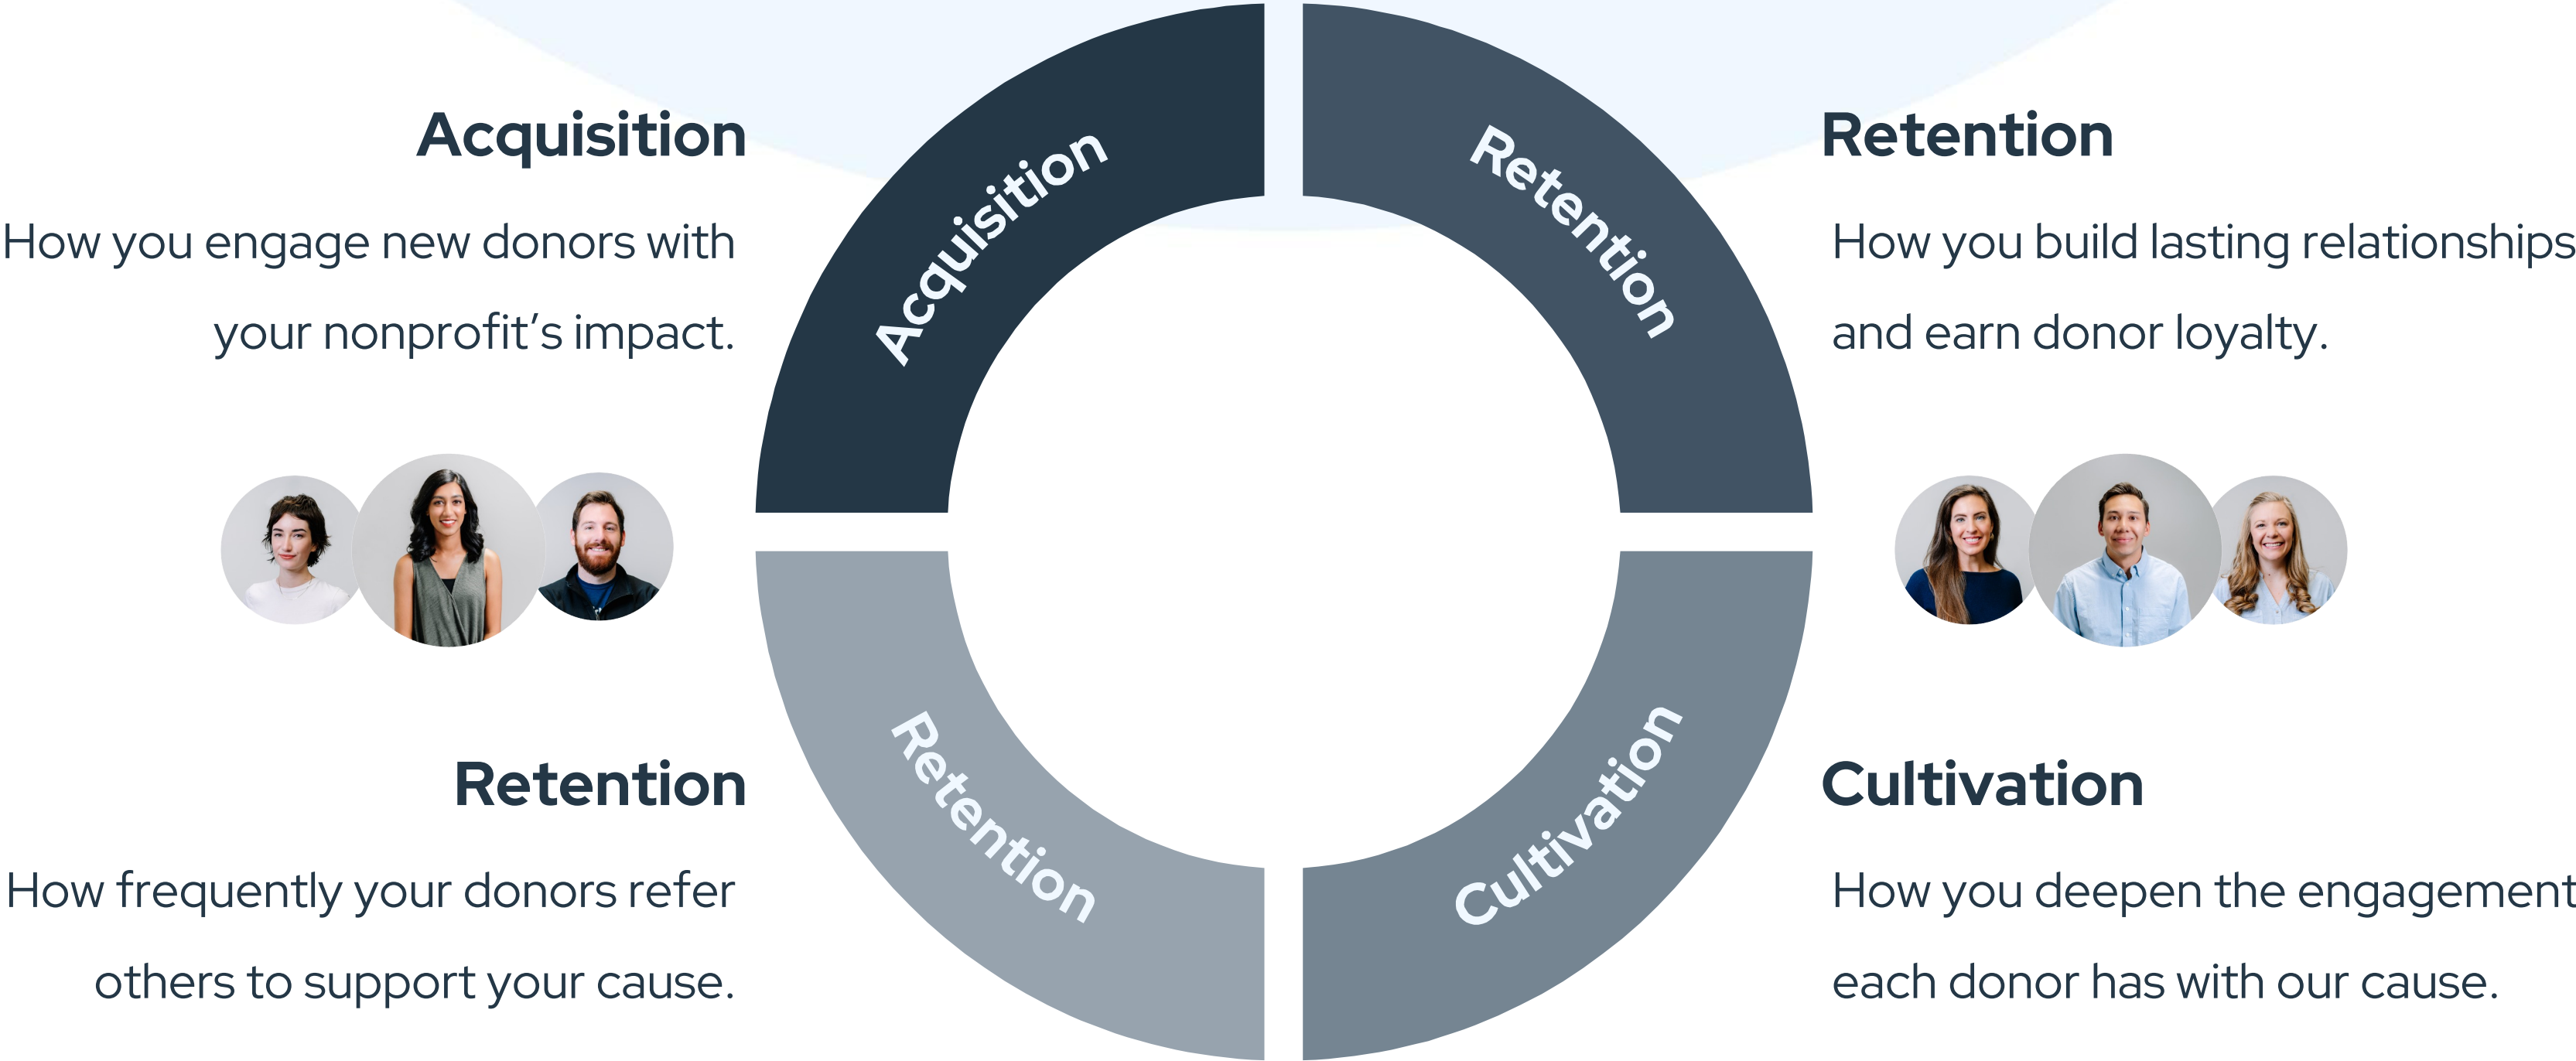 Acquisition
How you engage new donors with
your nonprofit’s impact.
Acquisition
Retention
Retention
How you build lasting relationships
and earn donor loyalty.
Retention
How frequently your donors refer
others to support your cause.
Retention
Cultivation
Cultivation
How you deepen the engagement
each donor has with our cause.